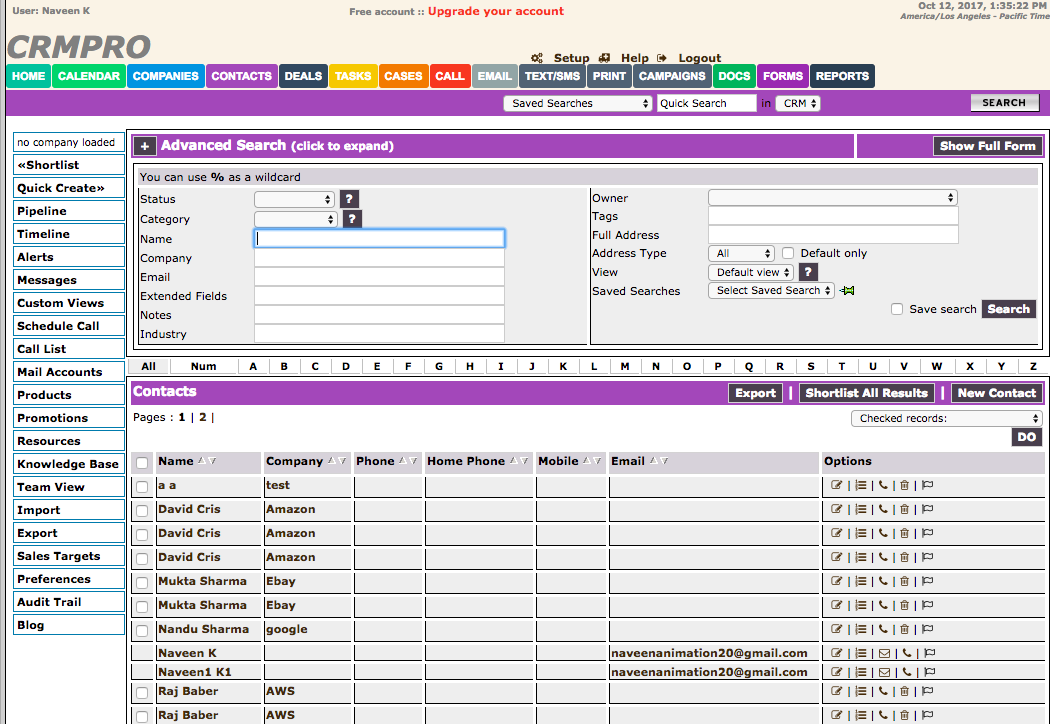 User: Naveen K
Free account :: Upgrade your account
Oct 12, 2017, 1:35:22 PM
America/Los Angeles - Pacific Time
CRMPRO
Setup Help Logout
HOME CALENDAR COMPANIES CONTACTS DEALS TASKS CASES CALL EMAIL TEXT/SMS PRINT CAMPAIGNS DOCS FORMS REPORTS
Saved Searches Quick Search in CRM SEARCH
no company loaded
«Shortlist
Quick Create»
Pipeline
Timeline
Alerts
Messages
Custom Views
Schedule Call
Call List
Mail Accounts
Products
Promotions
Resources
Knowledge Base
Team View
Import
Export
Sales Targets
Preferences
Audit Trail
Blog
+ Advanced Search (click to expand) Show Full Form
You can use % as a wildcard
Status ?
Category ?
Name
Company
Email
Extended Fields
Notes
Industry
Owner
Tags
Full Address
Address Type All Default only
View Default view ?
Saved Searches Select Saved Search
Save search Search
All Num A B C D E F G H I J K L M N O P Q R S T U V W X Y Z
Contacts Export | Shortlist All Results | New Contact
Pages : 1 | 2 |
Checked records:
DO
Name Company Phone Home Phone Mobile Email Options
a a test | | | |
David Cris Amazon | | | |
David Cris Amazon | | | |
David Cris Amazon | | | |
Mukta Sharma Ebay | | | |
Mukta Sharma Ebay | | | |
Nandu Sharma google | | | |
Naveen K naveenanimation20@gmail.com | | | |
Naveen1 K1 naveenanimation20@gmail.com | | | |
Raj Baber AWS | | | |
Raj Baber AWS | | | |